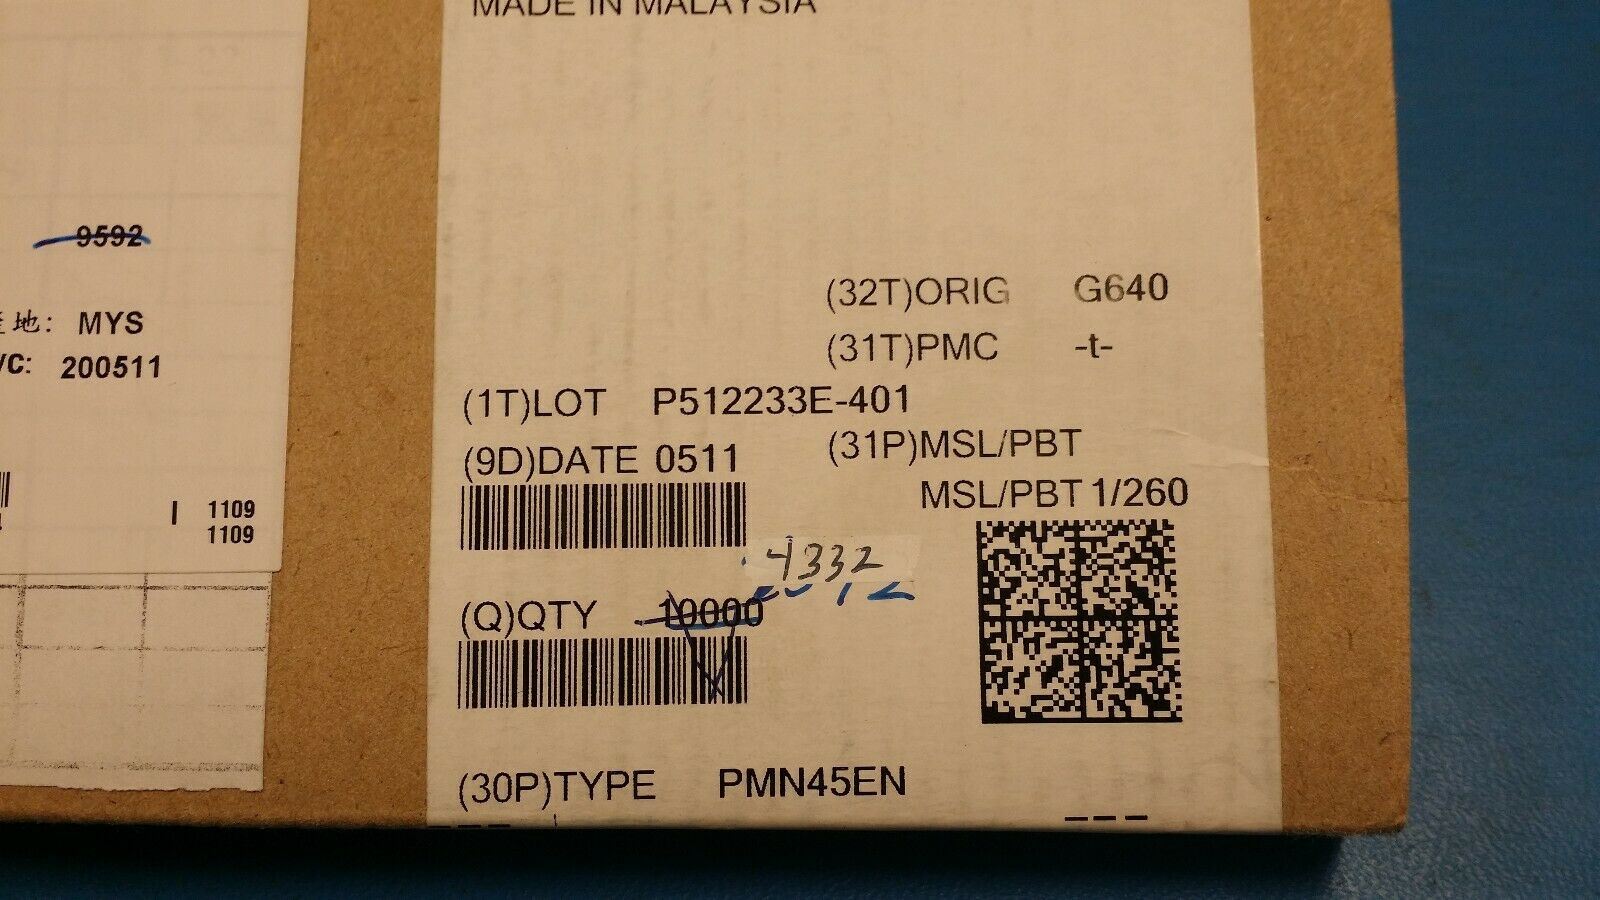 MADE IN MALAYSIA
9592
地: MYS
/C: 200511
I 1109
1109
(32T)ORIG G640
(31T)PMC -t-
(1T)LOT P512233E-401
(9D)DATE 0511
(31P)MSL/PBT
MSL/PBT 1/260
4332
(Q)QTY 10000
(30P)TYPE PMN45EN